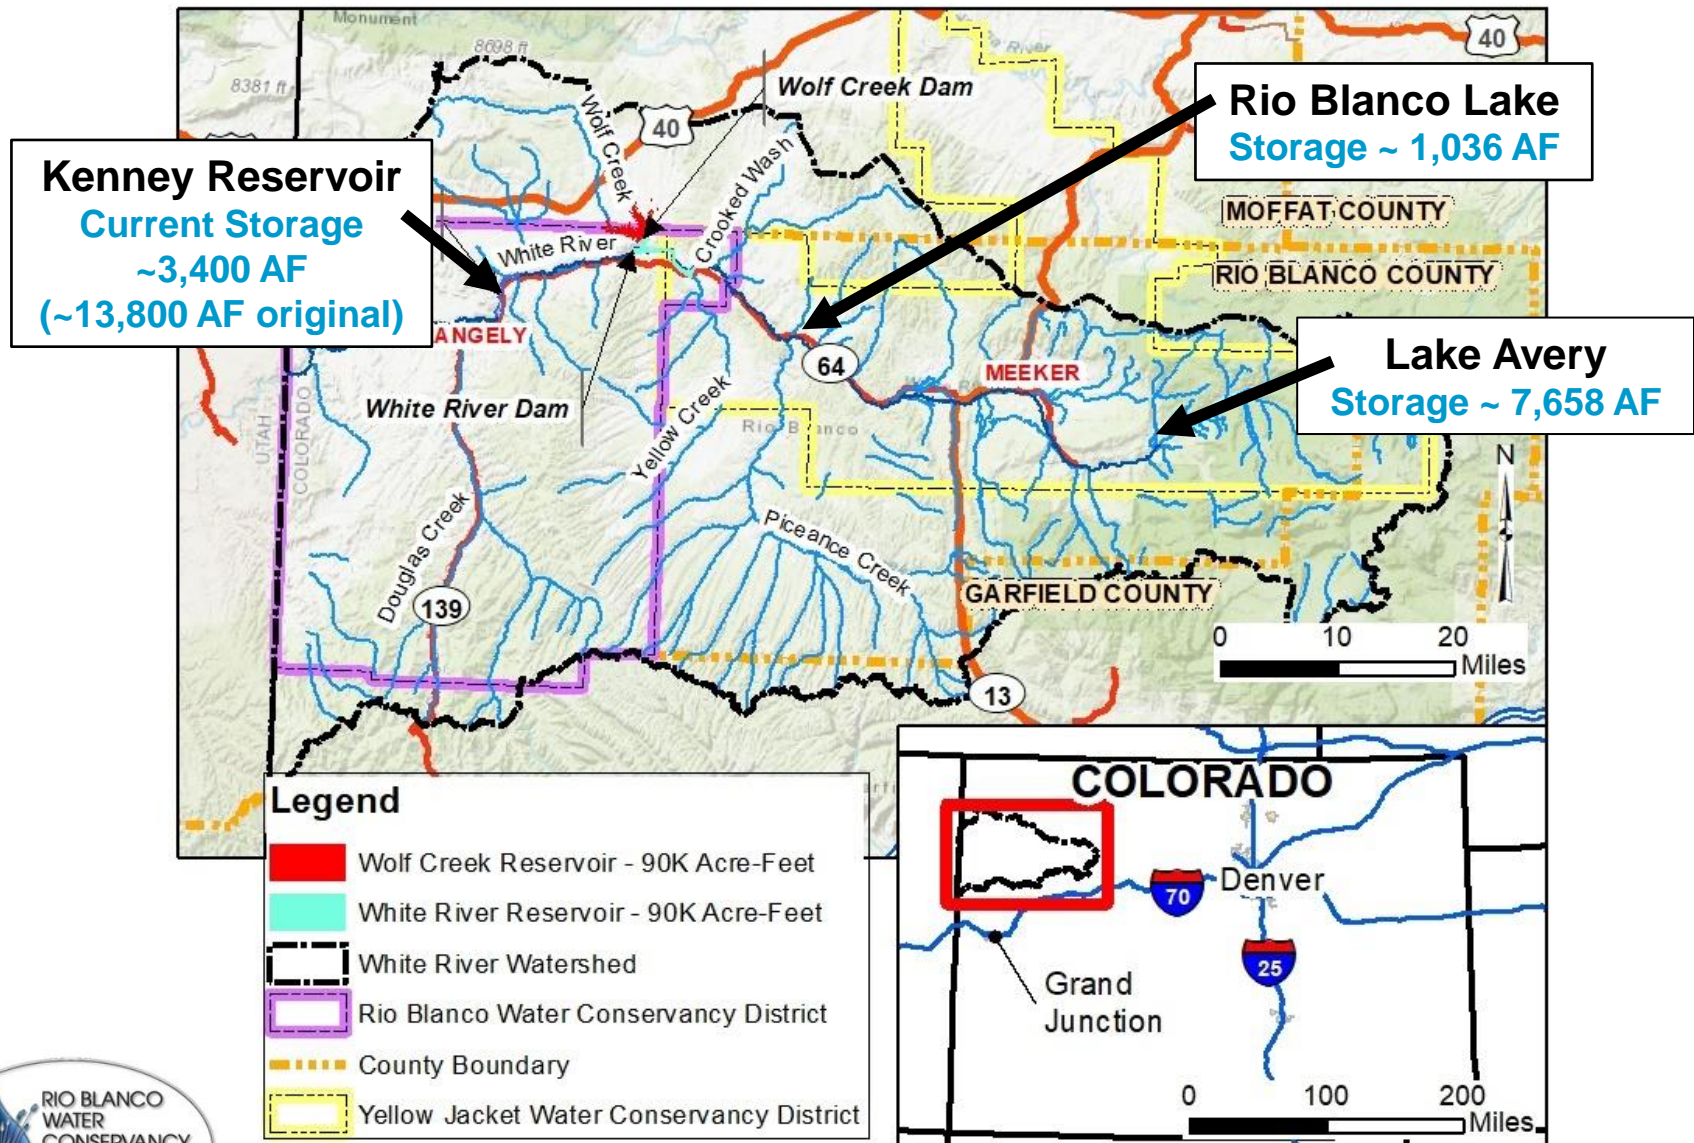 Monument
8698 ft
8381 ft
40
River
40
Wolf Creek Dam
Rio Blanco Lake
Storage ~ 1,036 AF
Wolf Creek
Crooked Wash
Kenney Reservoir
Current Storage
~3,400 AF
(~13,800 AF original)
MOFFAT COUNTY
White River
RIO BLANCO COUNTY
ANGELY
64
MEEKER
Lake Avery
Storage ~ 7,658 AF
White River Dam
Yellow Creek
Rio Blanco
UTAH
COLORADO
N
Douglas Creek
Piceance Creek
139
GARFIELD COUNTY
0 10 20
Miles
13
Legend
Wolf Creek Reservoir - 90K Acre-Feet
White River Reservoir - 90K Acre-Feet
White River Watershed
Rio Blanco Water Conservancy District
County Boundary
Yellow Jacket Water Conservancy District
COLORADO
70
Denver
25
Grand
Junction
0 100 200
Miles
RIO BLANCO
WATER
CONSERVANCY